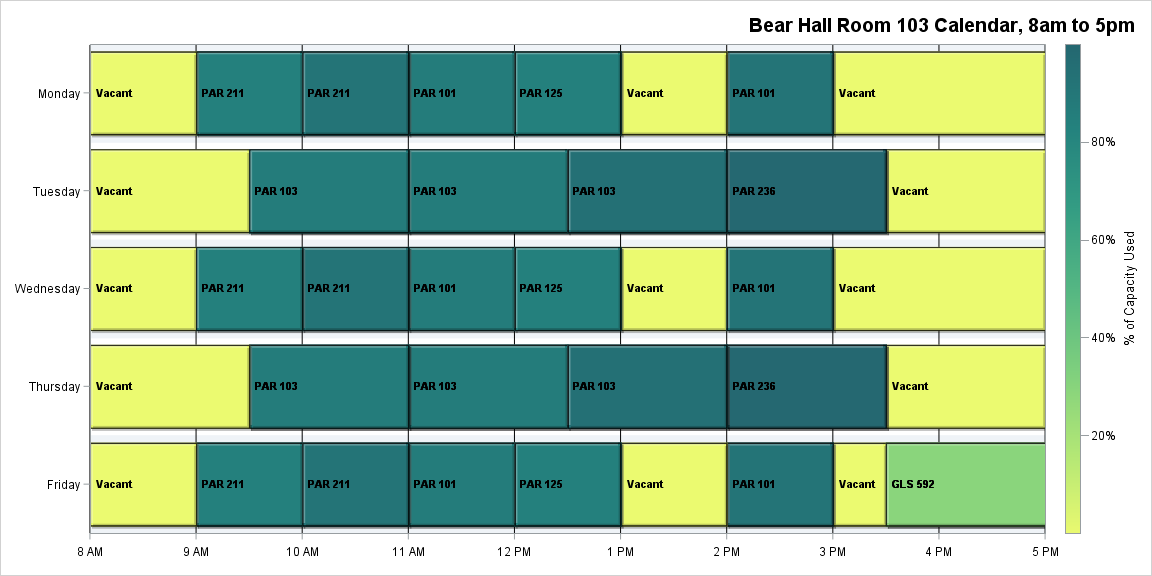 Bear Hall Room 103 Calendar, 8am to 5pm
Monday
Vacant
PAR 211
PAR 211
PAR 101
PAR 125
Vacant
PAR 101
Vacant
Tuesday
Vacant
PAR 103
PAR 103
PAR 103
PAR 236
Vacant
Wednesday
Vacant
PAR 211
PAR 211
PAR 101
PAR 125
Vacant
PAR 101
Vacant
Thursday
Vacant
PAR 103
PAR 103
PAR 103
PAR 236
Vacant
Friday
Vacant
PAR 211
PAR 211
PAR 101
PAR 125
Vacant
PAR 101
Vacant
GLS 592
8 AM
9 AM
10 AM
11 AM
12 PM
1 PM
2 PM
3 PM
4 PM
5 PM
80%
60%
40%
20%
% of Capacity Used